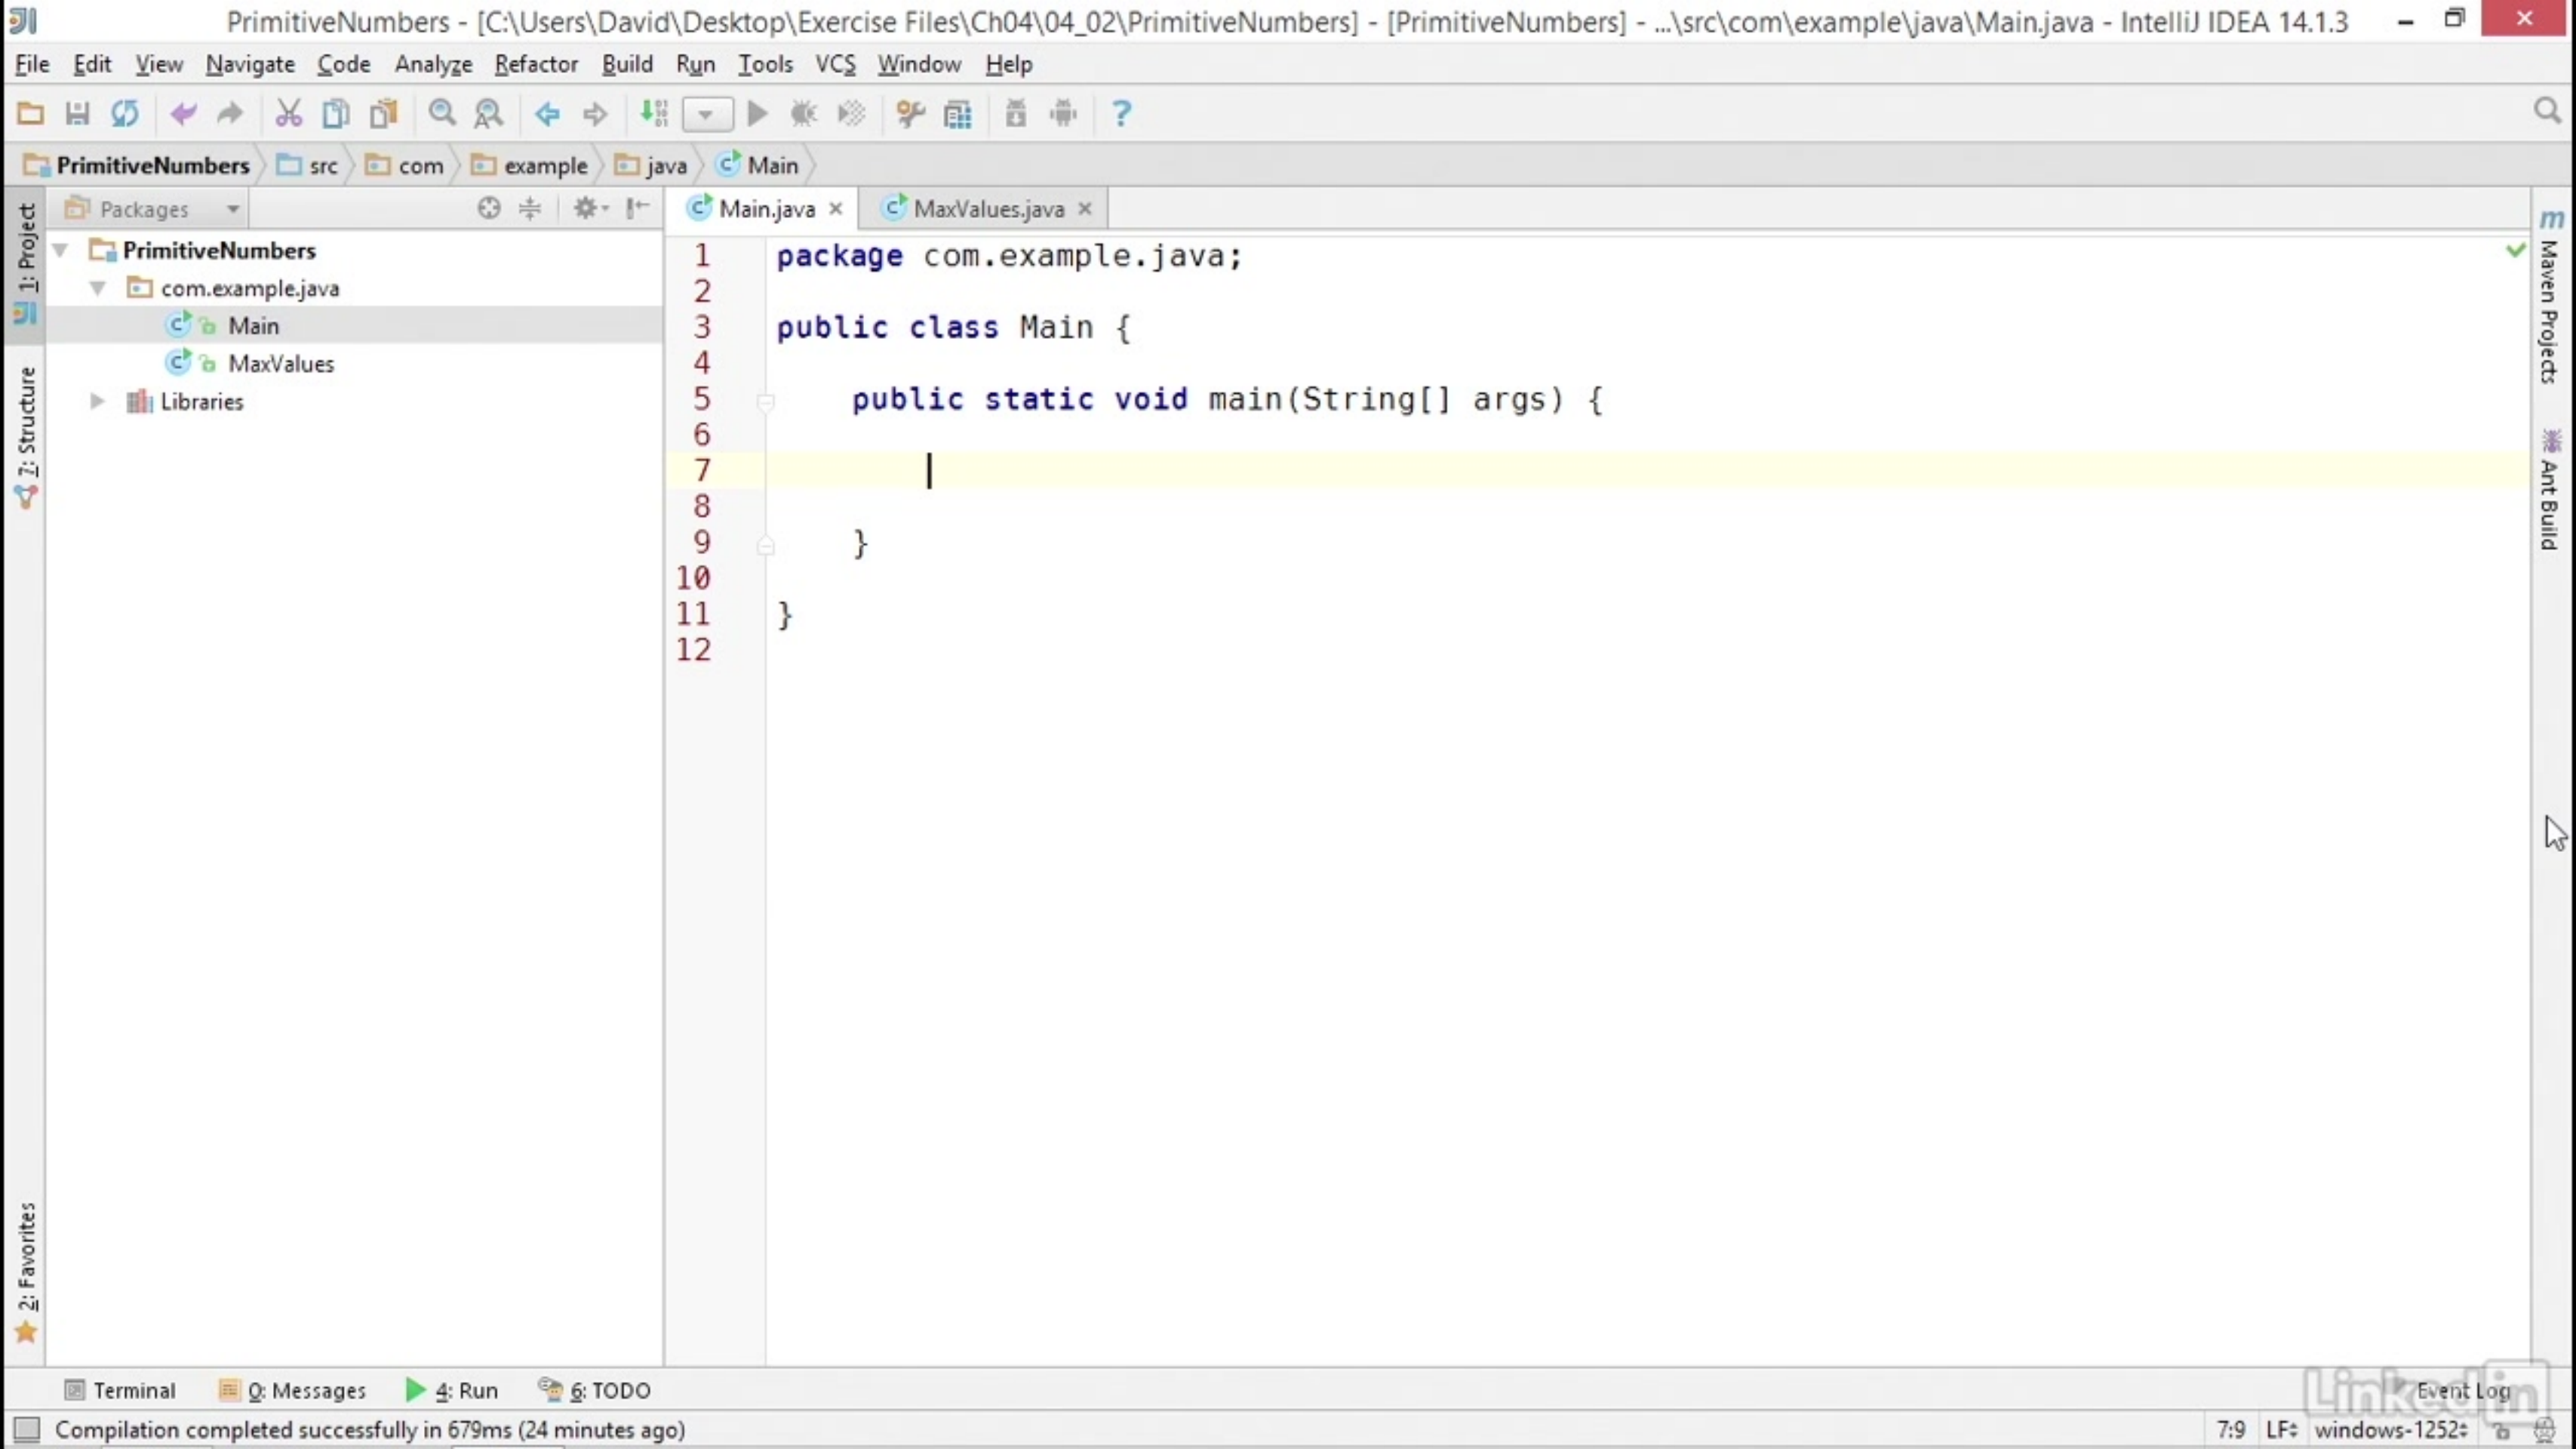 PrimitiveNumbers - [C:\Users\David\Desktop\Exercise Files\Ch04\04_02\PrimitiveNumbers] - [PrimitiveNumbers] - ...\src\com\example\java\Main.java - IntelliJ IDEA 14.1.3
File Edit View Navigate Code Analyze Refactor Build Run Tools VCS Window Help
PrimitiveNumbers src com example java Main
Packages
Main.java MaxValues.java
1: Project
7: Structure
2: Favorites
PrimitiveNumbers
com.example.java
Main
MaxValues
Libraries
1 package com.example.java;
2
3 public class Main {
4
5 public static void main(String[] args) {
6
7
8
9 }
10
11 }
12
Maven Projects
Ant Build
Terminal 0: Messages 4: Run 6: TODO Event Log
Linked in
Compilation completed successfully in 679ms (24 minutes ago) 7:9 LF windows-1252